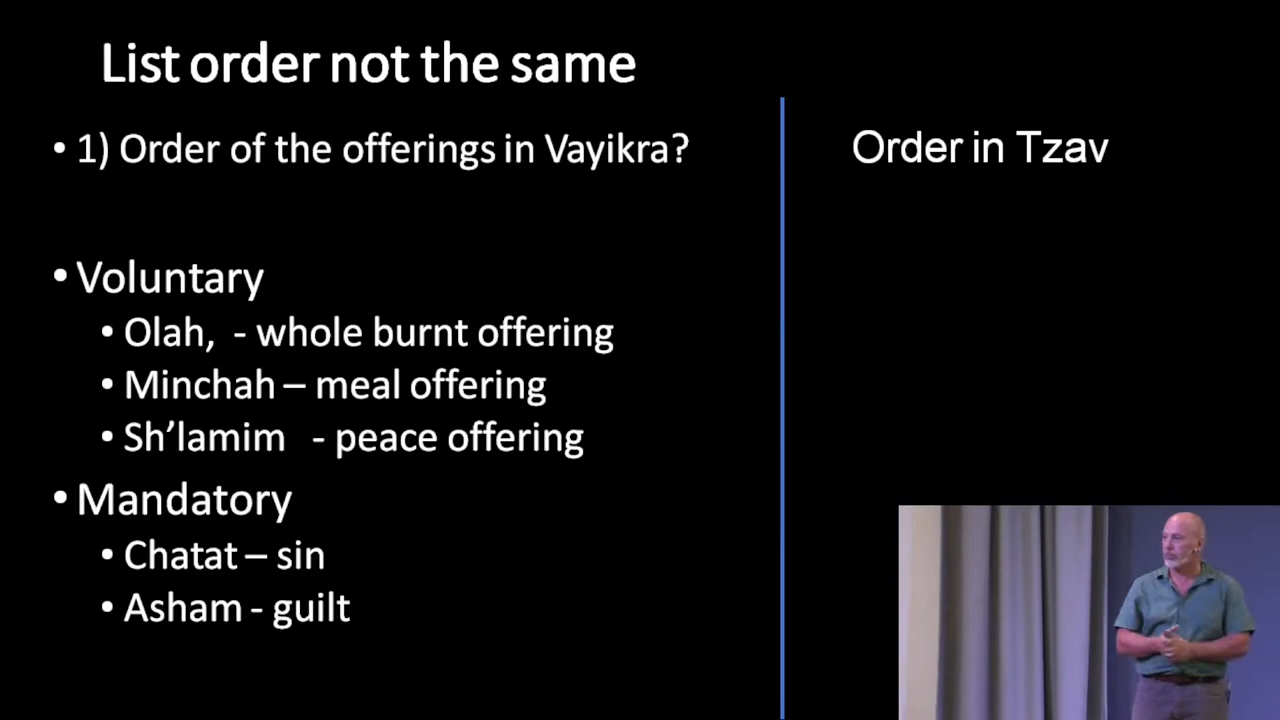 List order not the same
• 1) Order of the offerings in Vayikra?
• Voluntary
• Olah,  - whole burnt offering
• Minchah – meal offering
• Sh’lamim   - peace offering
• Mandatory
• Chatat – sin
• Asham - guilt
Order in Tzav